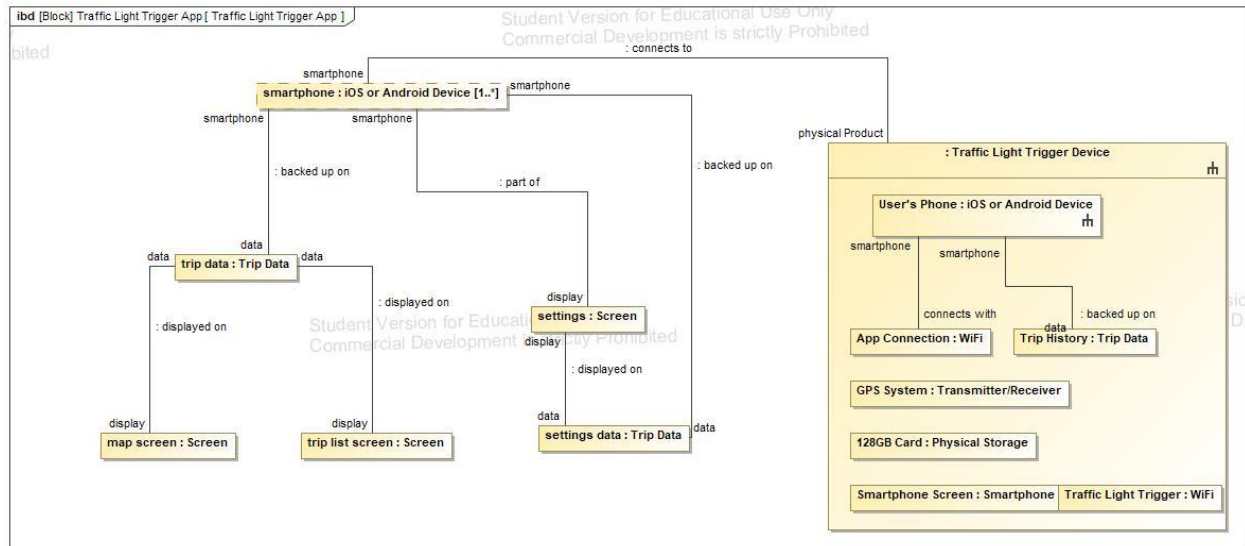 ibd [Block] Traffic Light Trigger App [ Traffic Light Trigger App ]
Student Version for Educational Use Only
Commercial Development is strictly Prohibited
bited
: connects to
smartphone
smartphone : iOS or Android Device [1..*]
smartphone
smartphone
smartphone
physical Product
: Traffic Light Trigger Device
: backed up on
: backed up on
: part of
User's Phone : iOS or Android Device
smartphone
smartphone
data
data
trip data : Trip Data
data
: displayed on
: displayed on
display
settings : Screen
display
connects with
: backed up on
data
App Connection : WiFi
Trip History : Trip Data
Student Version for Educati
Commercial Development is strictly Prohibited
: displayed on
GPS System : Transmitter/Receiver
display
map screen : Screen
display
trip list screen : Screen
data
settings data : Trip Data
data
128GB Card : Physical Storage
Smartphone Screen : Smartphone
Traffic Light Trigger : WiFi